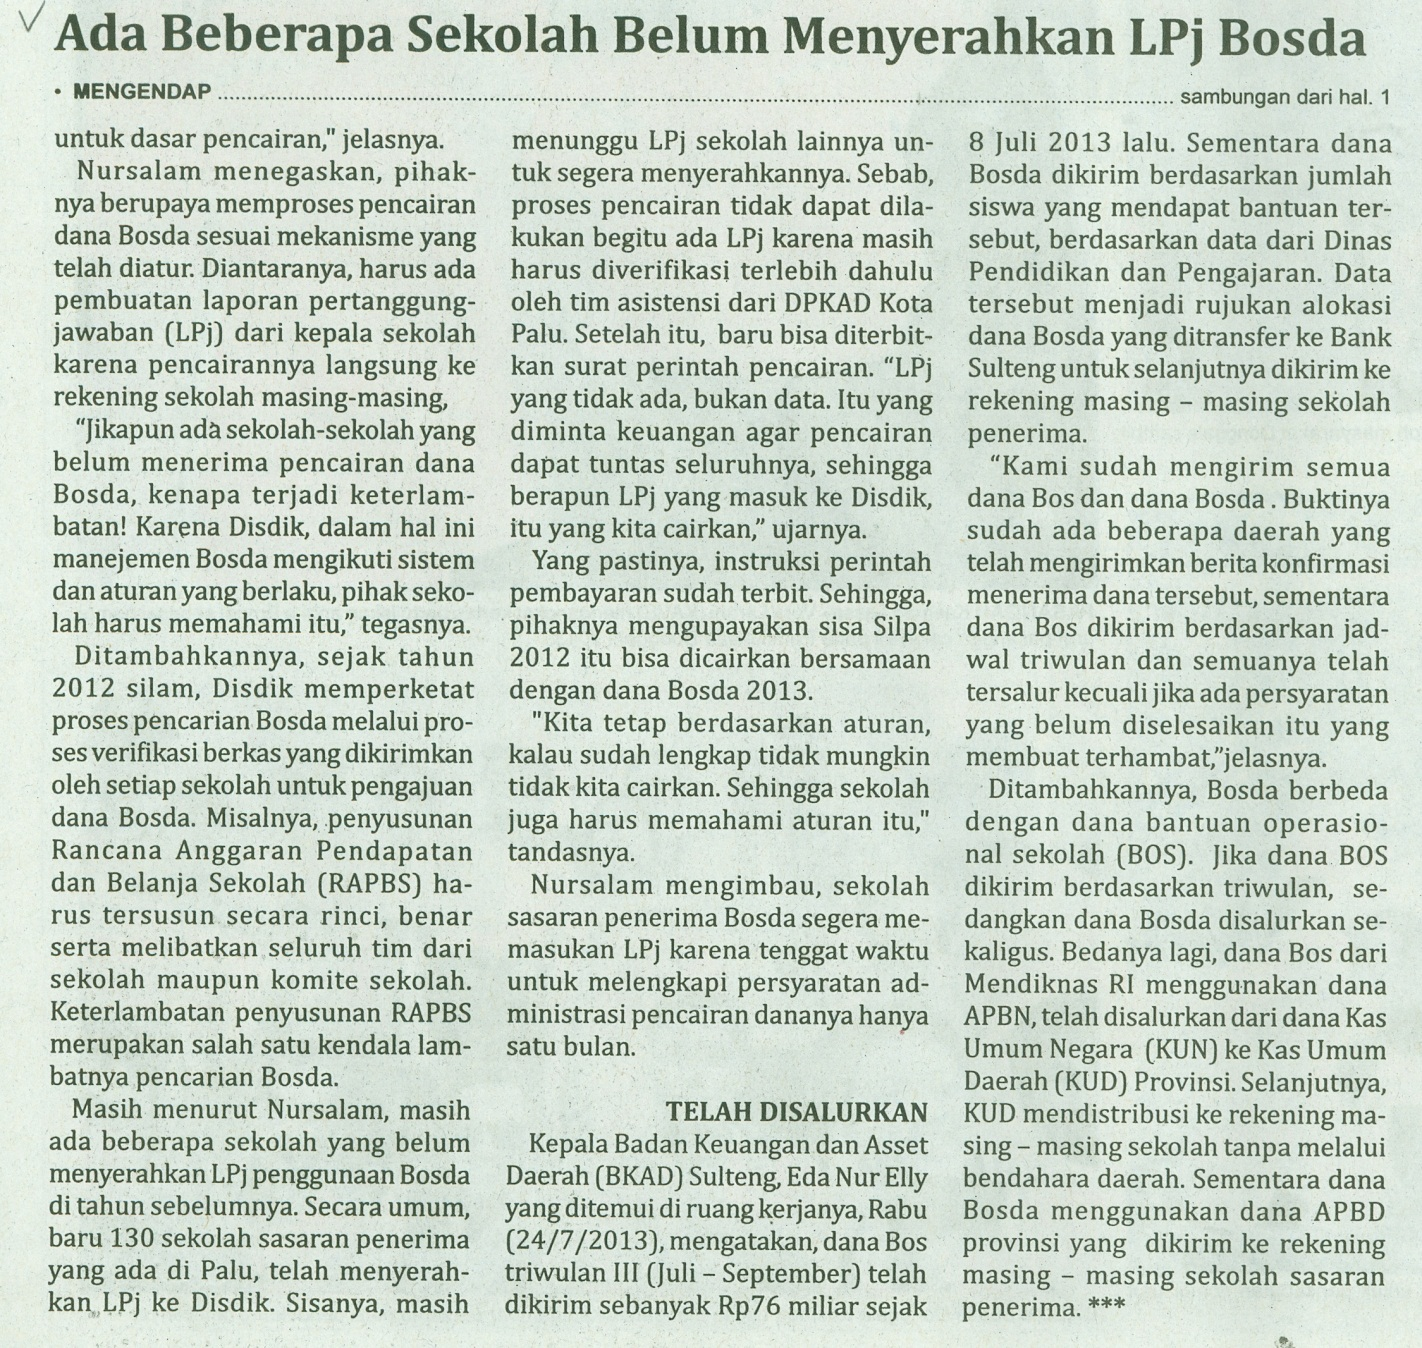 Ada Beberapa Sekolah Belum Menyerahkan LPj Bosda
• MENGENDAP ........................................................................ sambungan dari hal. 1
untuk dasar pencairan," jelasnya.
Nursalam menegaskan, pihak-
nya berupaya memproses pencairan
dana Bosda sesuai mekanisme yang
telah diatur. Diantaranya, harus ada
pembuatan laporan pertanggung-
jawaban (LPj) dari kepala sekolah
karena pencairannya langsung ke
rekening sekolah masing-masing,
“Jikapun ada sekolah-sekolah yang
belum menerima pencairan dana
Bosda, kenapa terjadi keterlam-
batan! Karena Disdik, dalam hal ini
manejemen Bosda mengikuti sistem
dan aturan yang berlaku, pihak seko-
lah harus memahami itu,” tegasnya.
Ditambahkannya, sejak tahun
2012 silam, Disdik memperketat
proses pencarian Bosda melalui pro-
ses verifikasi berkas yang dikirimkan
oleh setiap sekolah untuk pengajuan
dana Bosda. Misalnya, penyusunan
Rancana Anggaran Pendapatan
dan Belanja Sekolah (RAPBS) ha-
rus tersusun secara rinci, benar
serta melibatkan seluruh tim dari
sekolah maupun komite sekolah.
Keterlambatan penyusunan RAPBS
merupakan salah satu kendala lam-
batnya pencarian Bosda.
Masih menurut Nursalam, masih
ada beberapa sekolah yang belum
menyerahkan LPj penggunaan Bosda
di tahun sebelumnya. Secara umum,
baru 130 sekolah sasaran penerima
yang ada di Palu, telah menyerah-
kan LPj ke Disdik. Sisanya, masih
menunggu LPj sekolah lainnya un-
tuk segera menyerahkannya. Sebab,
proses pencairan tidak dapat dila-
kukan begitu ada LPj karena masih
harus diverifikasi terlebih dahulu
oleh tim asistensi dari DPKAD Kota
Palu. Setelah itu, baru bisa diterbit-
kan surat perintah pencairan. “LPj
yang tidak ada, bukan data. Itu yang
diminta keuangan agar pencairan
dapat tuntas seluruhnya, sehingga
berapun LPj yang masuk ke Disdik,
itu yang kita cairkan,” ujarnya.
Yang pastinya, instruksi perintah
pembayaran sudah terbit. Sehingga,
pihaknya mengupayakan sisa Silpa
2012 itu bisa dicairkan bersamaan
dengan dana Bosda 2013.
"Kita tetap berdasarkan aturan,
kalau sudah lengkap tidak mungkin
tidak kita cairkan. Sehingga sekolah
juga harus memahami aturan itu,"
tandasnya.
Nursalam mengimbau, sekolah
sasaran penerima Bosda segera me-
masukan LPj karena tenggat waktu
untuk melengkapi persyaratan ad-
ministrasi pencairan dananya hanya
satu bulan.
TELAH DISALURKAN
Kepala Badan Keuangan dan Asset
Daerah (BKAD) Sulteng, Eda Nur Elly
yang ditemui di ruang kerjanya, Rabu
(24/7/2013), mengatakan, dana Bos
triwulan III (Juli – September) telah
dikirim sebanyak Rp76 miliar sejak
8 Juli 2013 lalu. Sementara dana
Bosda dikirim berdasarkan jumlah
siswa yang mendapat bantuan ter-
sebut, berdasarkan data dari Dinas
Pendidikan dan Pengajaran. Data
tersebut menjadi rujukan alokasi
dana Bosda yang ditransfer ke Bank
Sulteng untuk selanjutnya dikirim ke
rekening masing – masing sekolah
penerima.
“Kami sudah mengirim semua
dana Bos dan dana Bosda . Buktinya
sudah ada beberapa daerah yang
telah mengirimkan berita konfirmasi
menerima dana tersebut, sementara
dana Bos dikirim berdasarkan jad-
wal triwulan dan semuanya telah
tersalur kecuali jika ada persyaratan
yang belum diselesaikan itu yang
membuat terhambat,”jelasnya.
Ditambahkannya, Bosda berbeda
dengan dana bantuan operasio-
nal sekolah (BOS). Jika dana BOS
dikirim berdasarkan triwulan, se-
dangkan dana Bosda disalurkan se-
kaligus. Bedanya lagi, dana Bos dari
Mendiknas RI menggunakan dana
APBN, telah disalurkan dari dana Kas
Umum Negara (KUN) ke Kas Umum
Daerah (KUD) Provinsi. Selanjutnya,
KUD mendistribusi ke rekening ma-
sing – masing sekolah tanpa melalui
bendahara daerah. Sementara dana
Bosda menggunakan dana APBD
provinsi yang dikirim ke rekening
masing – masing sekolah sasaran
penerima. ***